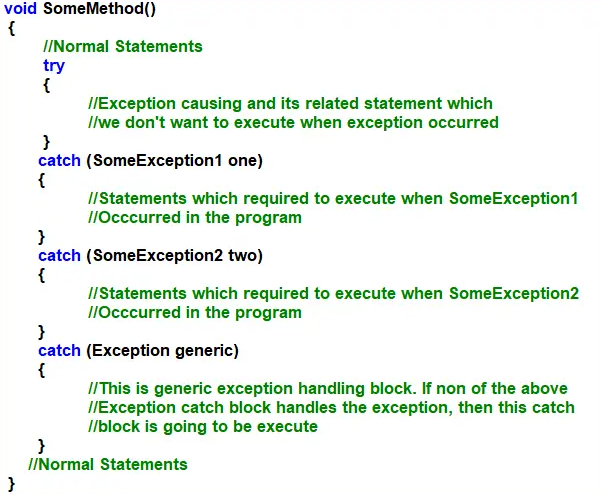 void SomeMethod()
{
//Normal Statements
try
{
//Exception causing and its related statement which
//we don't want to execute when exception occurred
}
catch (SomeException1 one)
{
//Statements which required to execute when SomeException1
//Occcurred in the program
}
catch (SomeException2 two)
{
//Statements which required to execute when SomeException2
//Occcurred in the program
}
catch (Exception generic)
{
//This is generic exception handling block. If non of the above
//Exception catch block handles the exception, then this catch
//block is going to be execute
}
//Normal Statements
}